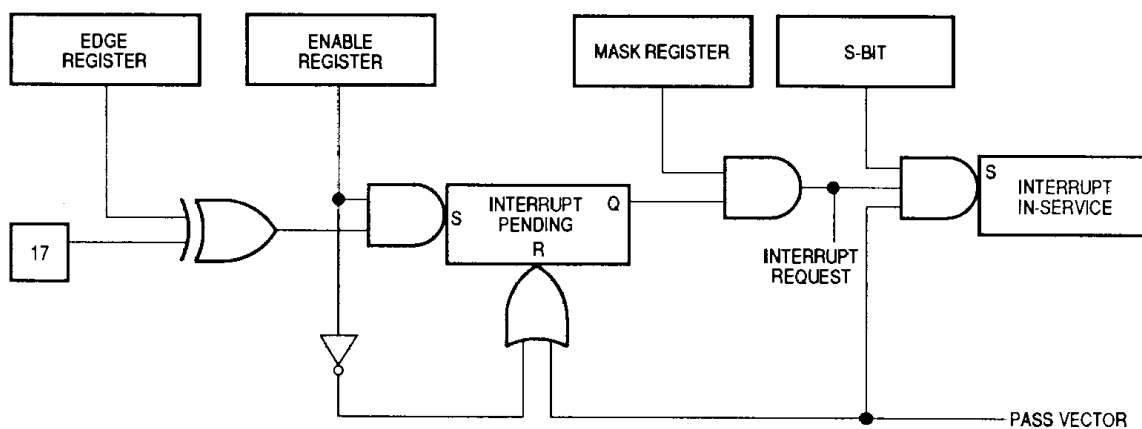 EDGE
REGISTER
ENABLE
REGISTER
MASK REGISTER
S-BIT
17
S
INTERRUPT
PENDING
Q
R
INTERRUPT
REQUEST
S
INTERRUPT
IN-SERVICE
PASS VECTOR